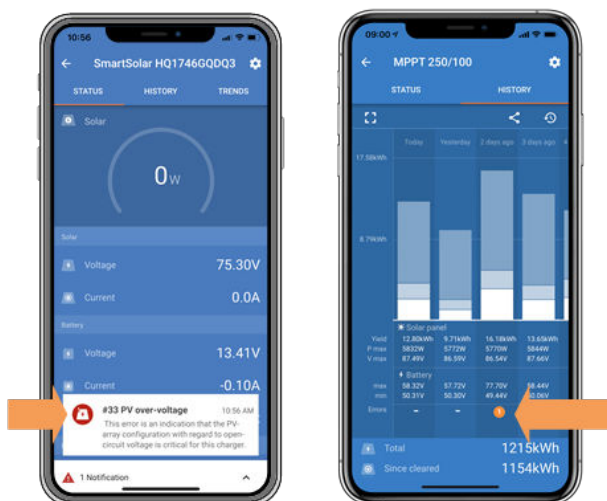 10:56
SmartSolar HQ1746GQDQ3
STATUS HISTORY TRENDS
Solar
0W
Solar
Voltage 75.30V
Current 0.0A
Battery
Voltage 13.41V
Current -0.10A
#33 PV over-voltage 10:56 AM
This error is an indication that the PV-
array configuration with regard to open-
circuit voltage is critical for this charger.
1 Notification
09:00
MPPT 250/100
STATUS HISTORY
Today Yesterday 2 days ago 3 days ago 4
17.58kWh
8.79kWh
Solar panel
Yield 12.80kWh 9.71kWh 16.18kWh 13.65kWh
P max 5832W 5772W 5770W 5844W
V max 87.49V 86.59V 86.54V 87.66V
Battery
max 58.32V 57.72V 77.70V 58.44V
min 50.31V 50.30V 49.44V
Errors - - 1
Total 1215kWh
Since cleared 1154kWh